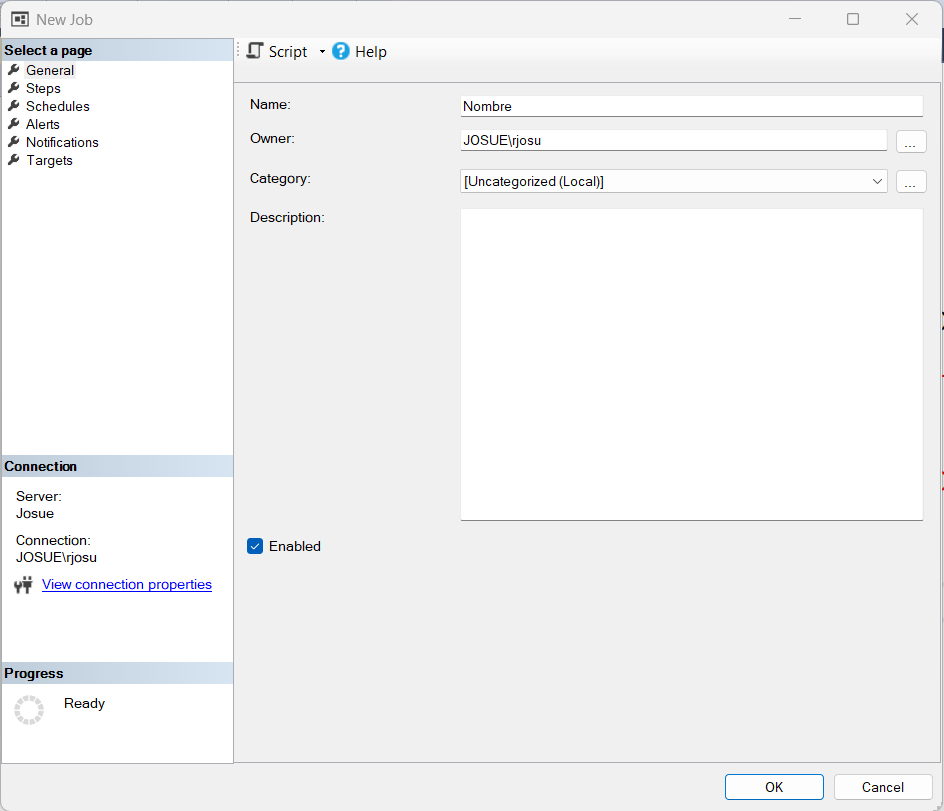 New Job
Select a page
General
Steps
Schedules
Alerts
Notifications
Targets
Script
Help
Name:
Nombre
Owner:
JOSUE\rjosu
...
Category:
[Uncategorized (Local)]
...
Description:
Enabled
Connection
Server:
Josue
Connection:
JOSUE\rjosu
View connection properties
Progress
Ready
OK
Cancel